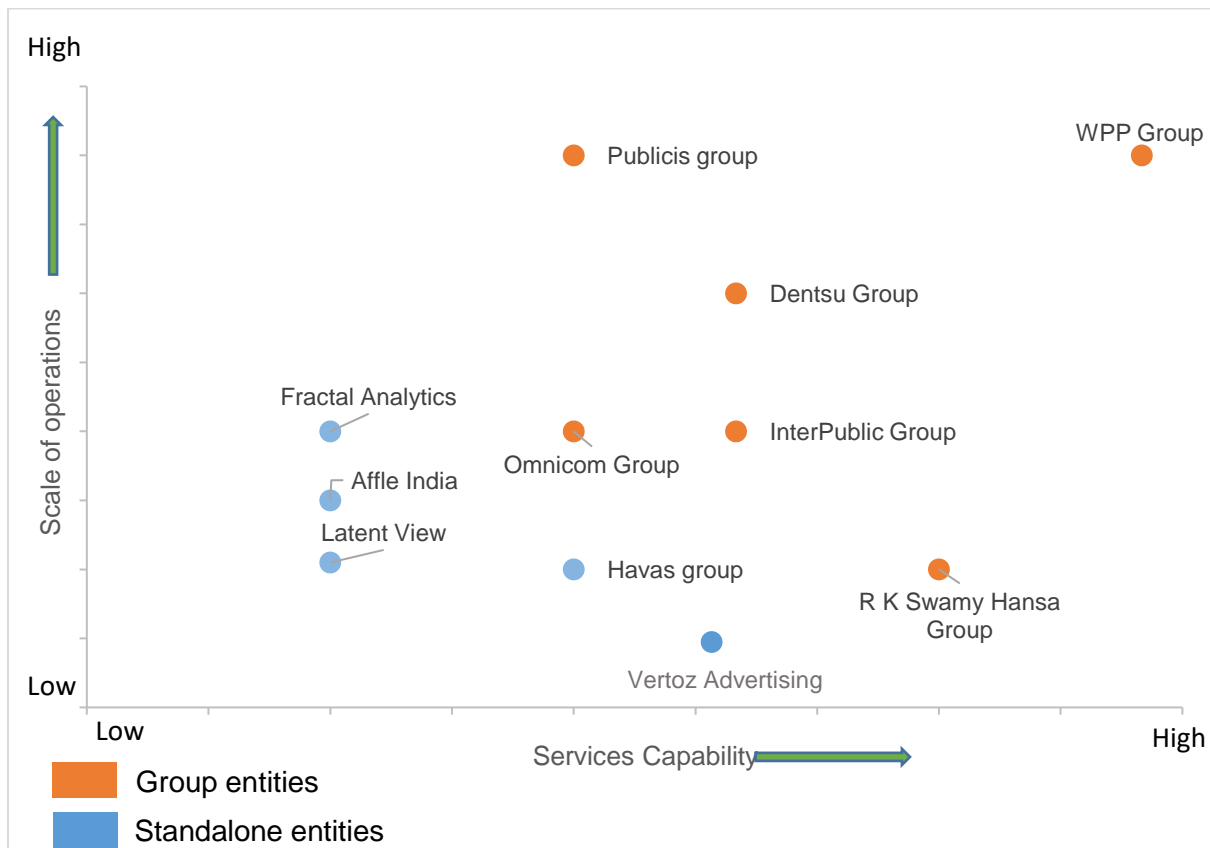 High
WPP Group
Publicis group
Dentsu Group
Fractal Analytics
InterPublic Group
Omnicom Group
Affle India
Latent View
Havas group
R K Swamy Hansa
Group
Vertoz Advertising
Scale of operations
Low
Low
High
Services Capability
Group entities
Standalone entities